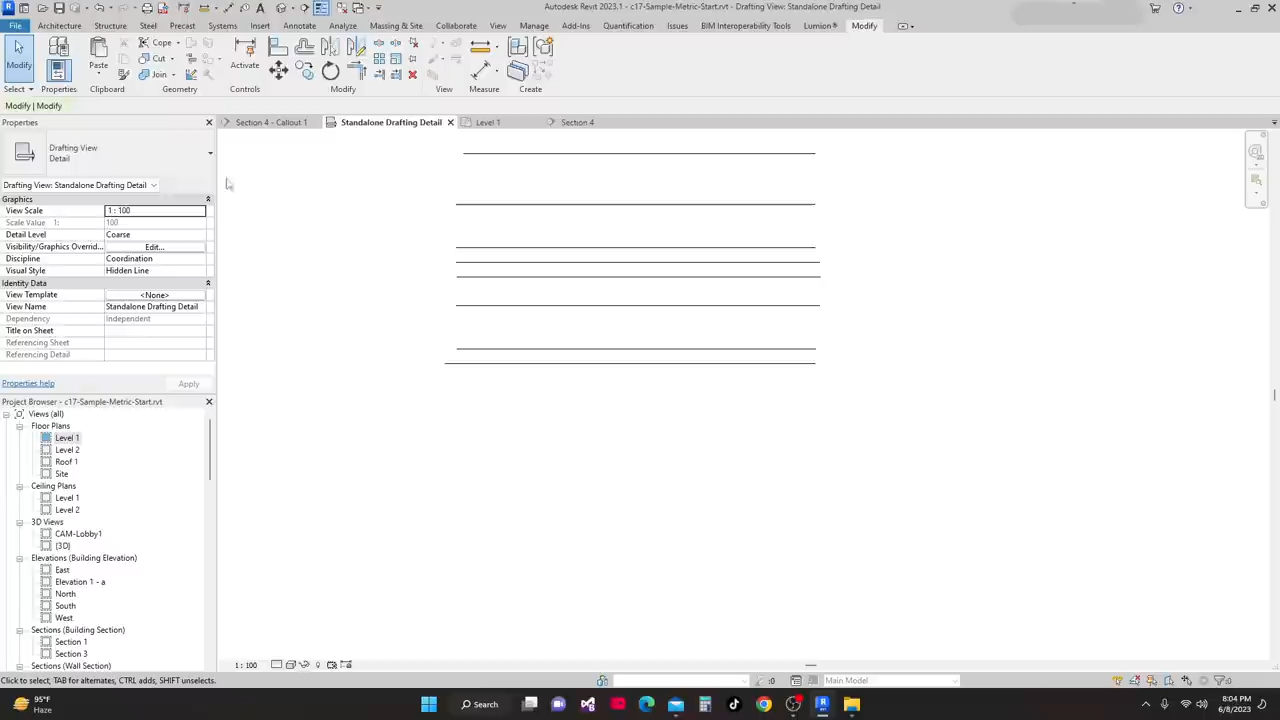 Autodesk Revit 2023.1 - c17-Sample-Metric-Start.rvt - Drafting View: Standalone Drafting Detail
File Architecture Structure Steel Precast Systems Insert Annotate Analyze Massing & Site Collaborate View Manage Add-Ins Quantification Issues BIM Interoperability Tools Lumion® Modify
Modify Paste Cope Cut Join Activate
Select Properties Clipboard Geometry Controls Modify View Measure Create
Modify | Modify
Properties
Section 4 - Callout 1 Standalone Drafting Detail Level 1 Section 4
Drafting View
Detail
Drafting View: Standalone Drafting Detail
Graphics
View Scale 1 : 100
Scale Value 1: 100
Detail Level Coarse
Visibility/Graphics Overrid... Edit...
Discipline Coordination
Visual Style Hidden Line
Identity Data
View Template <None>
View Name Standalone Drafting Detail
Dependency Independent
Title on Sheet
Referencing Sheet
Referencing Detail
Properties help Apply
Project Browser - c17-Sample-Metric-Start.rvt
Views (all)
Floor Plans
Level 1
Level 2
Roof 1
Site
Ceiling Plans
Level 1
Level 2
3D Views
CAM-Lobby1
{3D}
Elevations (Building Elevation)
East
Elevation 1 - a
North
South
West
Sections (Building Section)
Section 1
Section 3
Sections (Wall Section)
1 : 100
Click to select, TAB for alternates, CTRL adds, SHIFT unselects.
:0 Main Model :0
95°F
Haze
Search
8:04 PM
6/8/2023